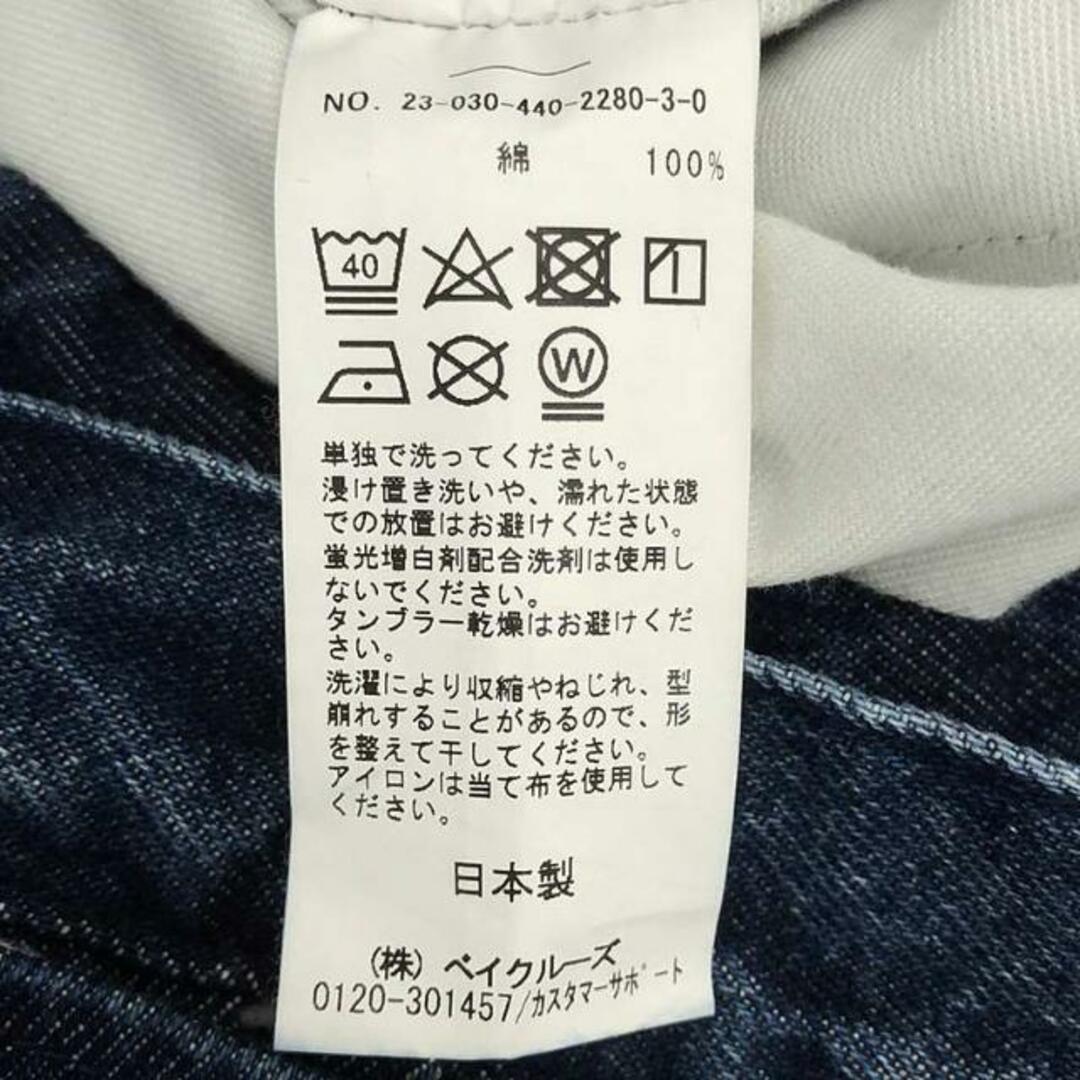 NO. 23-030-440-2280-3-0
綿 100%
40
W
単独で洗ってください。
浸け置き洗いや、濡れた状態
での放置はお避けください。
蛍光増白剤配合洗剤は使用し
ないでください。
タンブラー乾燥はお避けくだ
さい。
洗濯により収縮やねじれ、型
崩れすることがあるので、形
を整えて干してください。
アイロンは当て布を使用して
ください。
日本製
(株) ベイクルーズ
0120-301457/カスタマーサポート